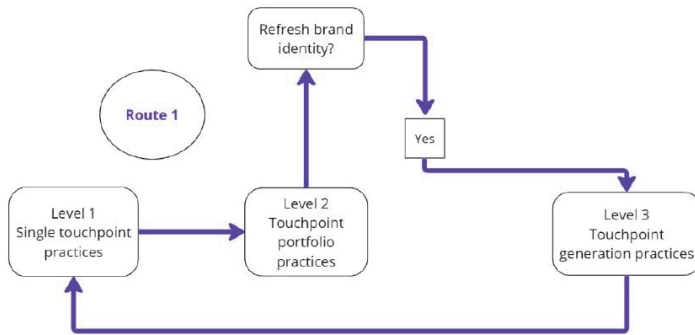 Refresh brand
identity?
Route 1
Yes
Level 1
Single touchpoint
practices
Level 2
Touchpoint
portfolio
practices
Level 3
Touchpoint
generation practices